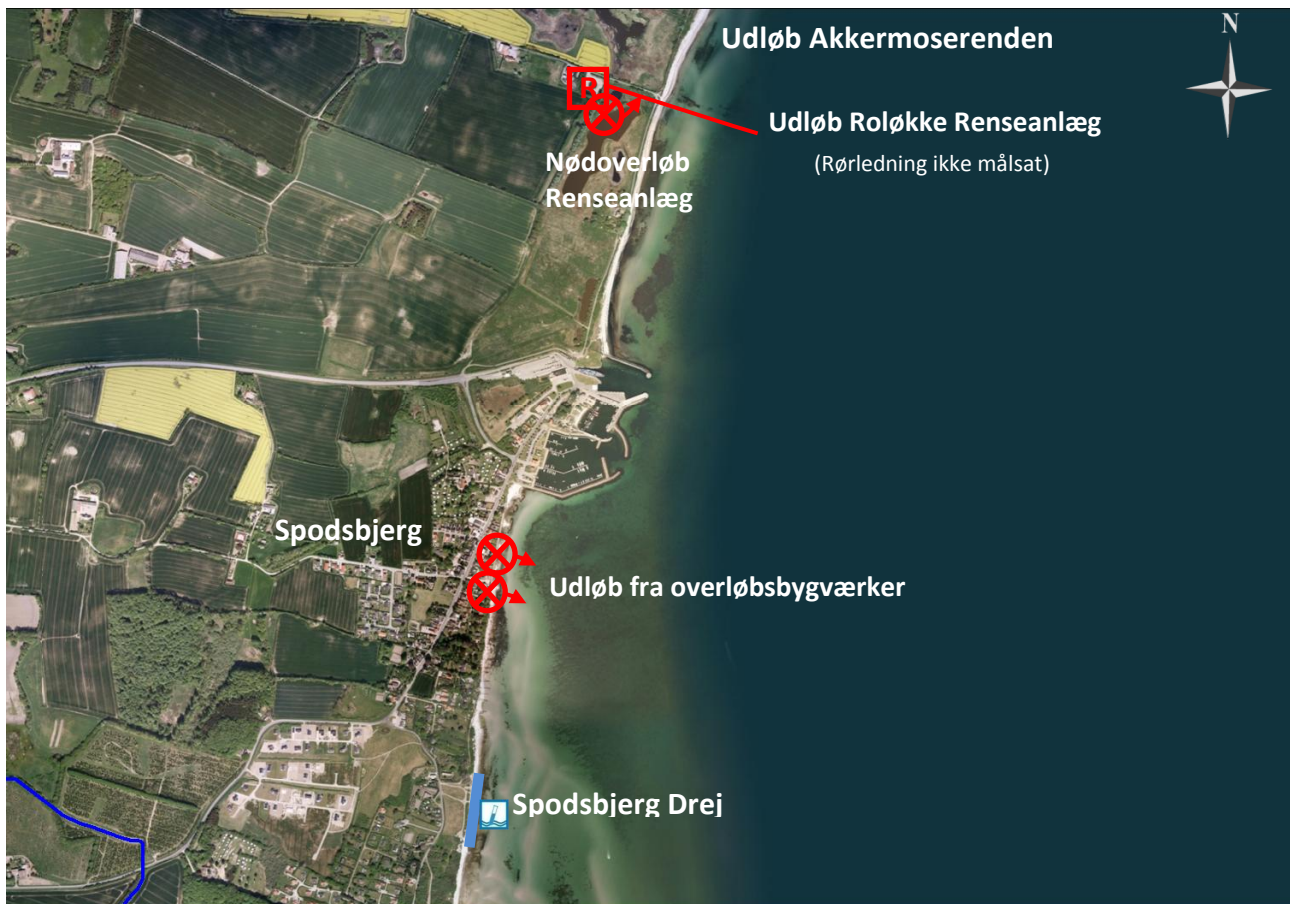 Udløb Akkermoserenden
N
R
Udløb Roløkke Renseanlæg
(Rørledning ikke målsat)
Nødoverløb
Renseanlæg
Spodsbjerg
Udløb fra overløbsbygværker
Spodsbjerg Drej